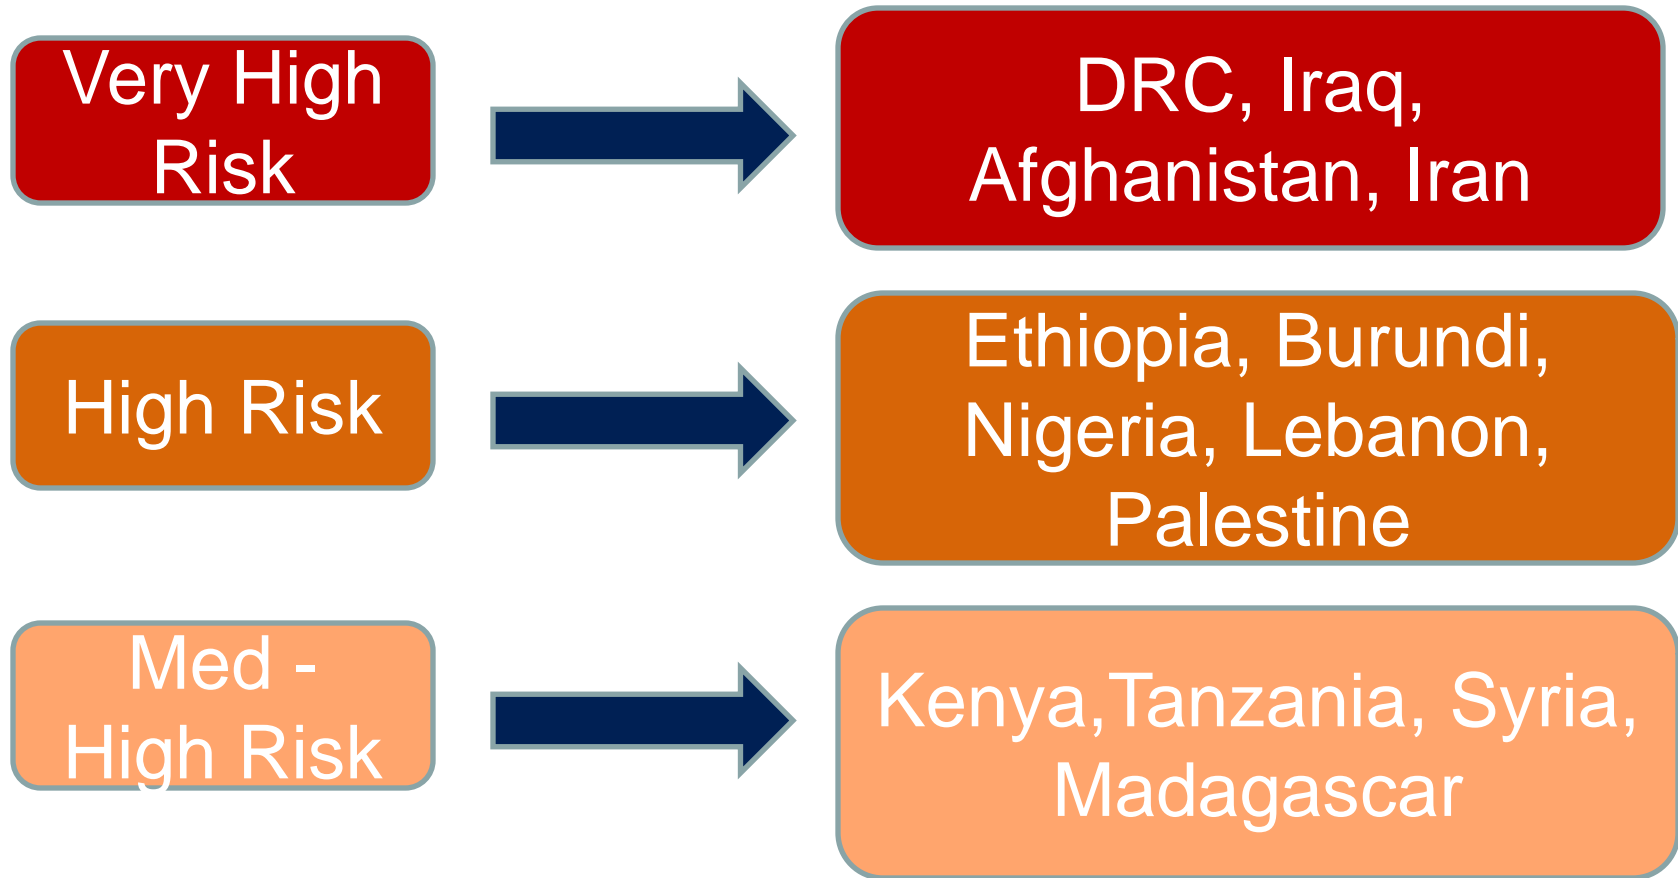 Very High
Risk
DRC, Iraq,
Afghanistan, Iran
High Risk
Ethiopia, Burundi,
Nigeria, Lebanon,
Palestine
Med -
High Risk
Kenya,Tanzania, Syria,
Madagascar